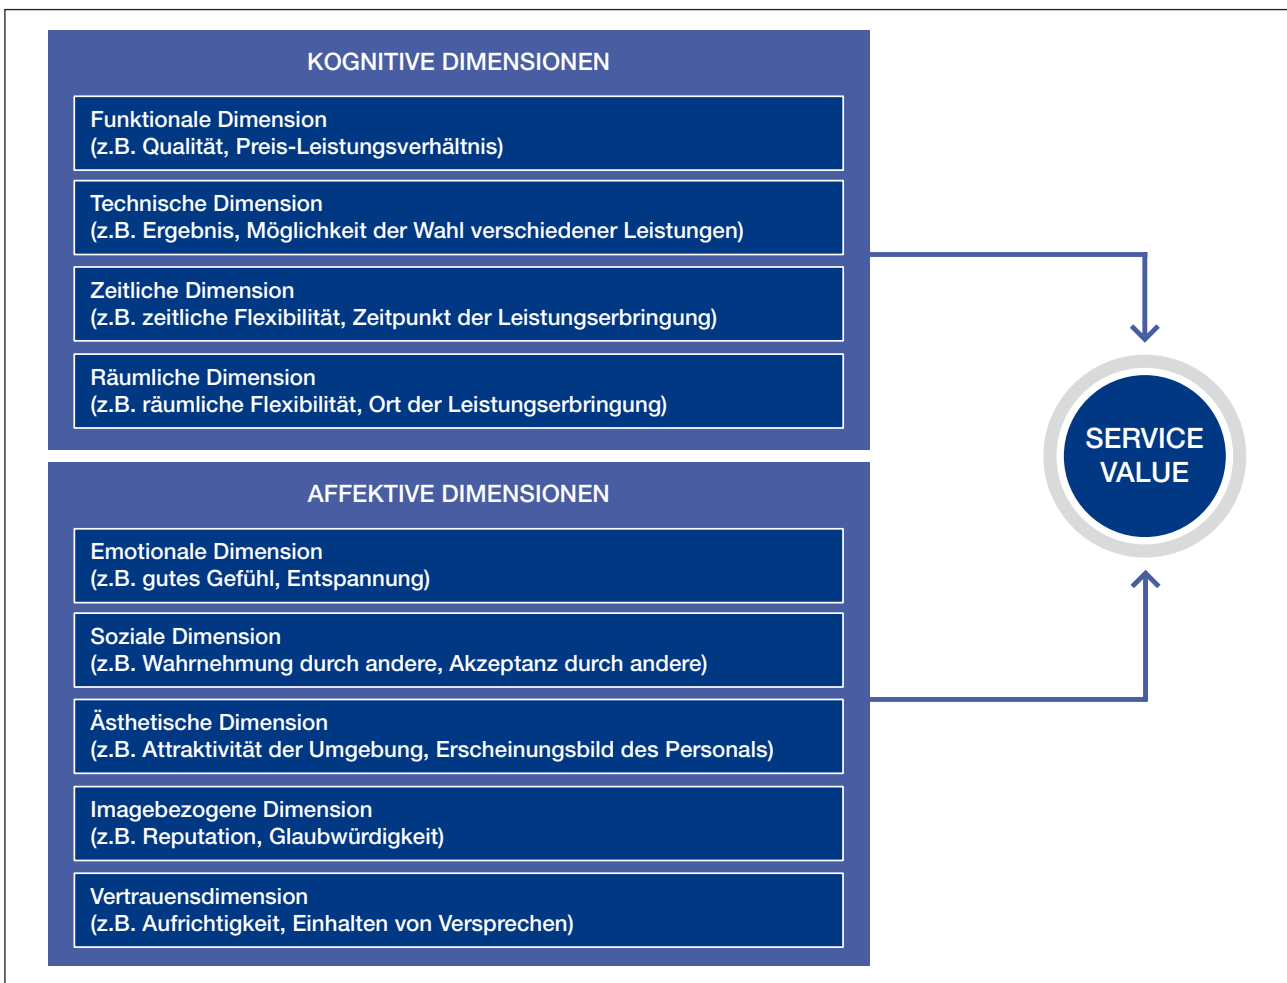 KOGNITIVE DIMENSIONEN
Funktionale Dimension
(z.B. Qualität, Preis-Leistungsverhältnis)
Technische Dimension
(z.B. Ergebnis, Möglichkeit der Wahl verschiedener Leistungen)
Zeitliche Dimension
(z.B. zeitliche Flexibilität, Zeitpunkt der Leistungserbringung)
Räumliche Dimension
(z.B. räumliche Flexibilität, Ort der Leistungserbringung)
AFFEKTIVE DIMENSIONEN
Emotionale Dimension
(z.B. gutes Gefühl, Entspannung)
Soziale Dimension
(z.B. Wahrnehmung durch andere, Akzeptanz durch andere)
Ästhetische Dimension
(z.B. Attraktivität der Umgebung, Erscheinungsbild des Personals)
Imagebezogene Dimension
(z.B. Reputation, Glaubwürdigkeit)
Vertrauensdimension
(z.B. Aufrichtigkeit, Einhalten von Versprechen)
SERVICE
VALUE